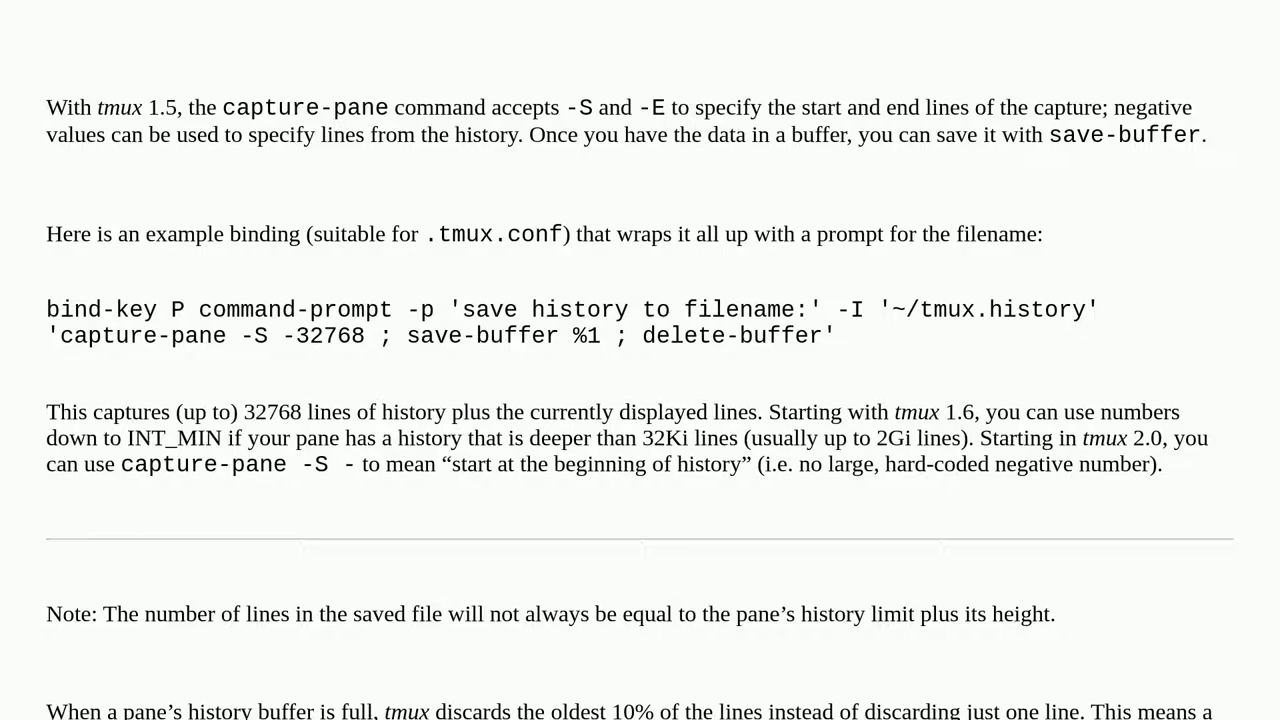 With tmux 1.5, the capture-pane command accepts -S and -E to specify the start and end lines of the capture; negative
values can be used to specify lines from the history. Once you have the data in a buffer, you can save it with save-buffer.
Here is an example binding (suitable for .tmux.conf) that wraps it all up with a prompt for the filename:
bind-key P command-prompt -p 'save history to filename:' -I '~/tmux.history'
'capture-pane -S -32768 ; save-buffer %1 ; delete-buffer'
This captures (up to) 32768 lines of history plus the currently displayed lines. Starting with tmux 1.6, you can use numbers
down to INT_MIN if your pane has a history that is deeper than 32Ki lines (usually up to 2Gi lines). Starting in tmux 2.0, you
can use capture-pane -S - to mean “start at the beginning of history” (i.e. no large, hard-coded negative number).
Note: The number of lines in the saved file will not always be equal to the pane’s history limit plus its height.
When a pane’s history buffer is full, tmux discards the oldest 10% of the lines instead of discarding just one line. This means a